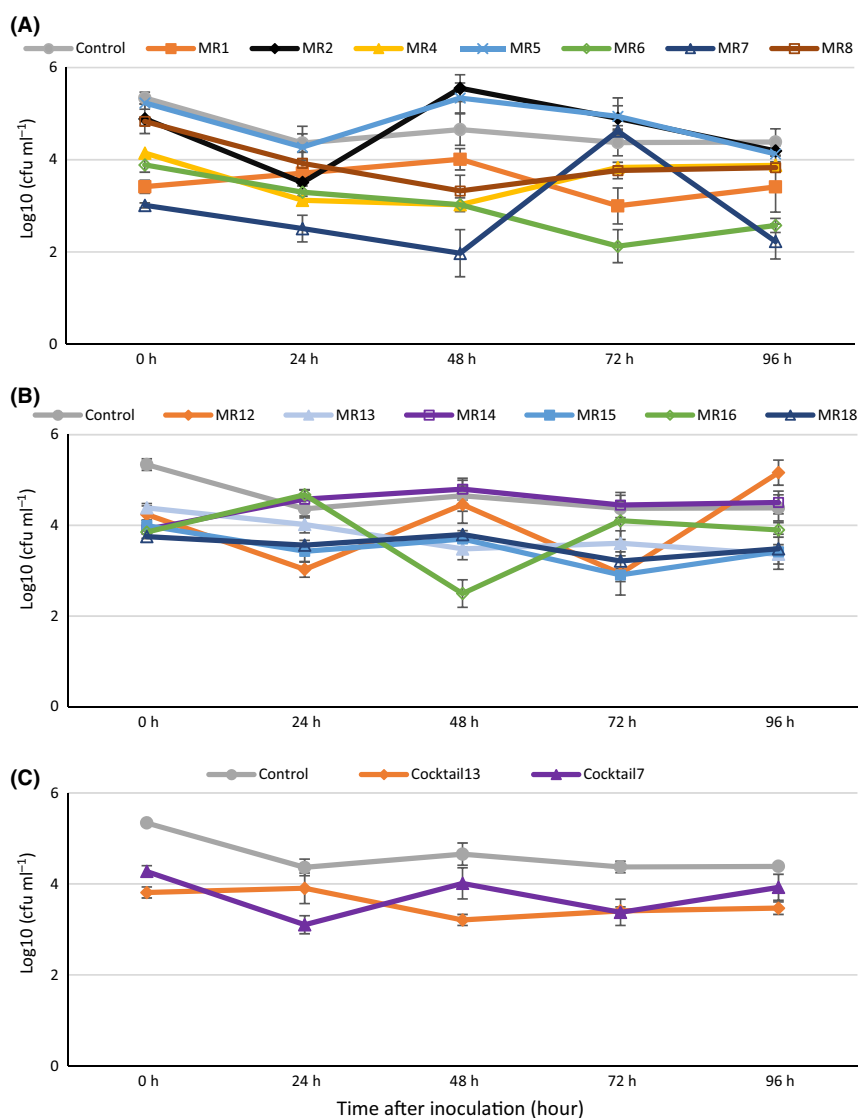 (A)
Control MR1 MR2 MR4 MR5 MR6 MR7 MR8
6
4
2
0
Log10 (cfu ml⁻¹)
0 h 24 h 48 h 72 h 96 h
(B)
Control MR12 MR13 MR14 MR15 MR16 MR18
6
4
2
0
Log10 (cfu ml⁻¹)
0 h 24 h 48 h 72 h 96 h
(C)
Control Cocktail13 Cocktail7
6
4
2
0
Log10 (cfu ml⁻¹)
0 h 24 h 48 h 72 h 96 h
Time after inoculation (hour)